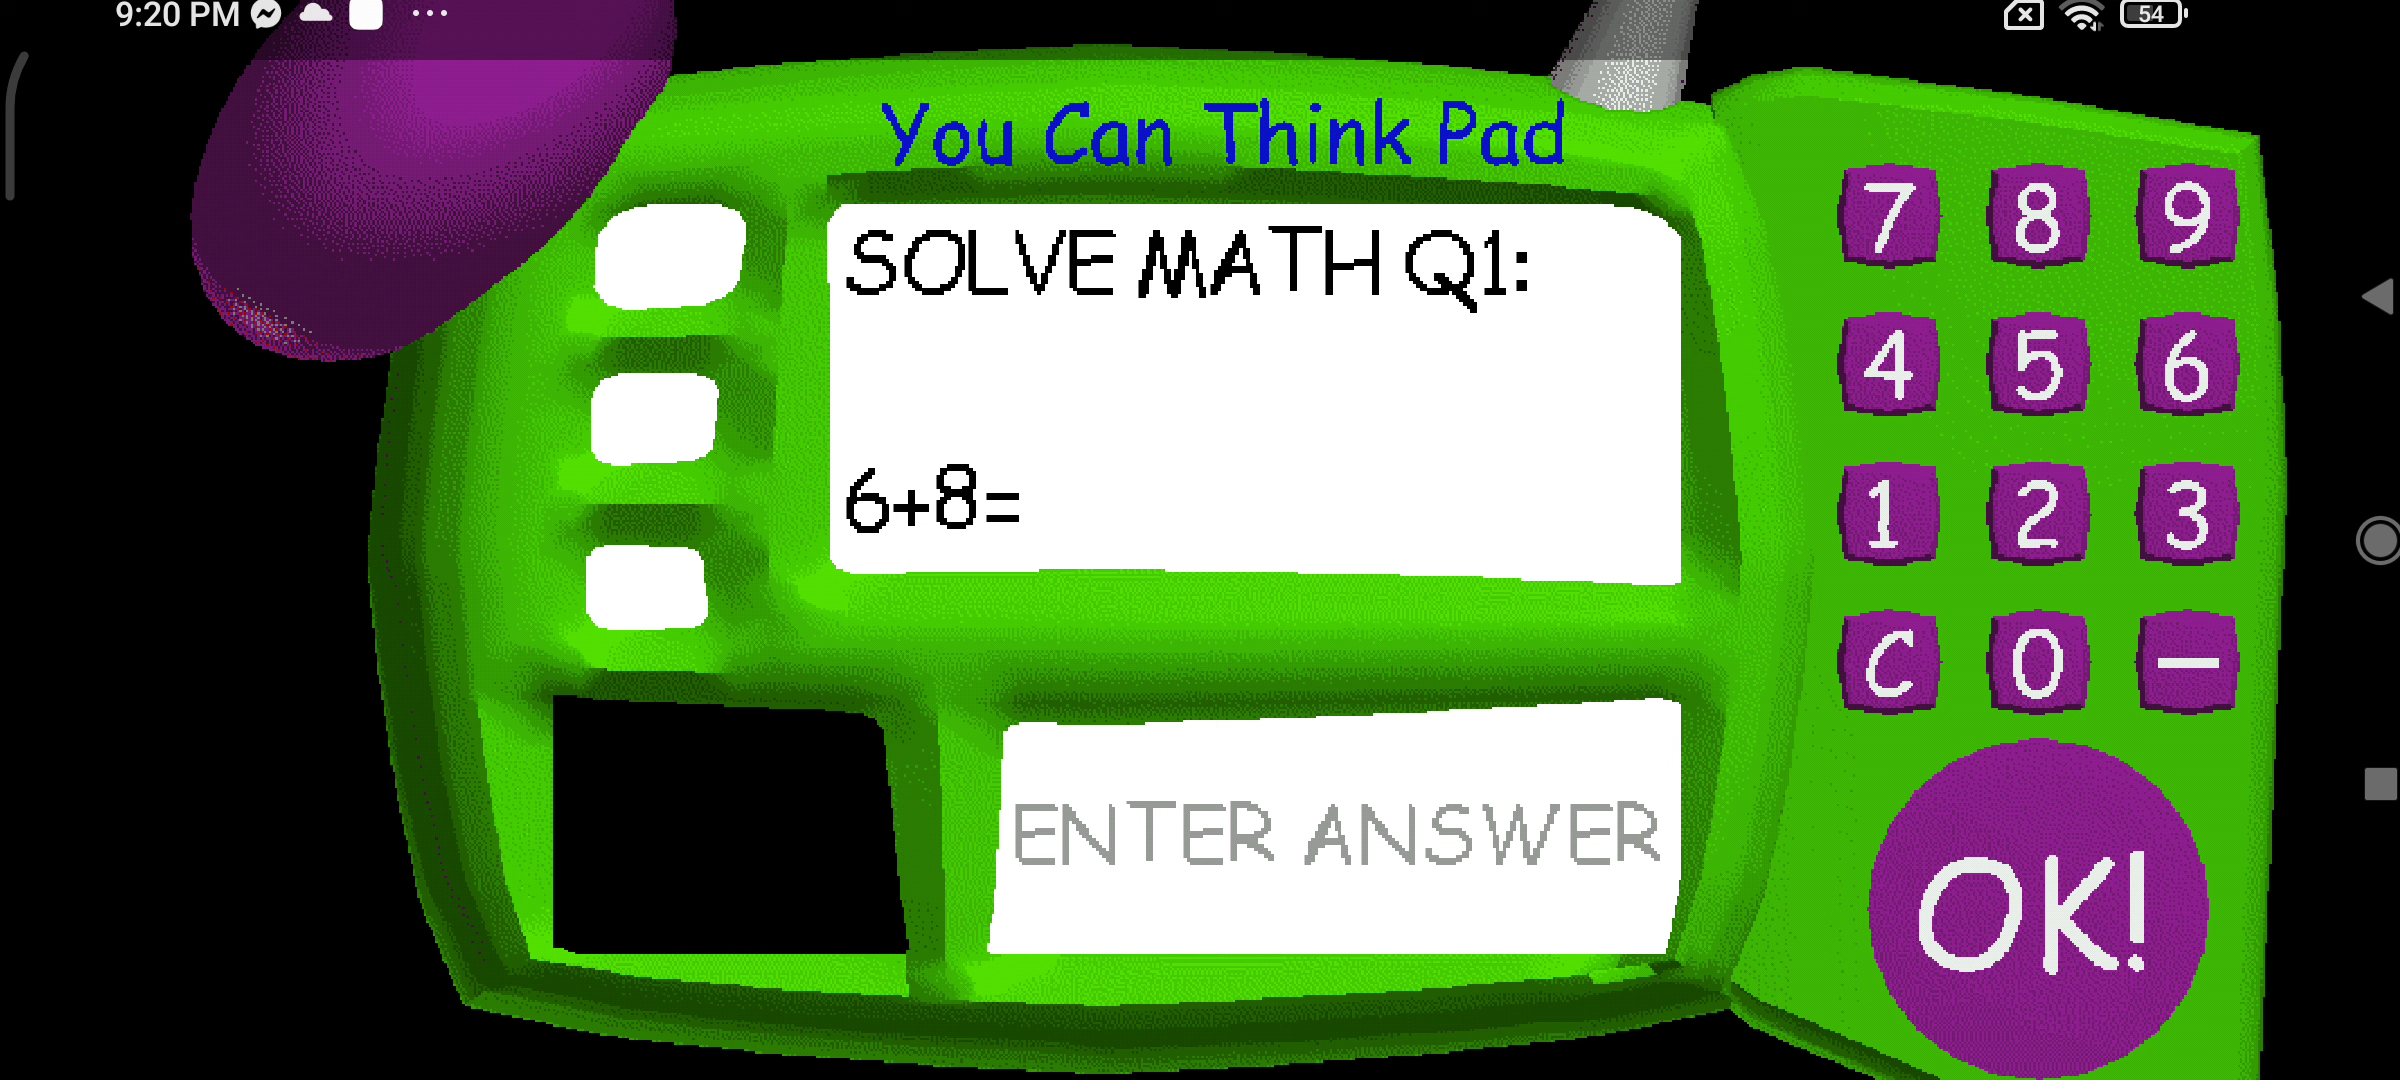 9:20 PM
54
You Can Think Pad
SOLVE MATH Q1:
6+8=
ENTER ANSWER
7 8 9
4 5 6
1 2 3
C 0 —
OK!